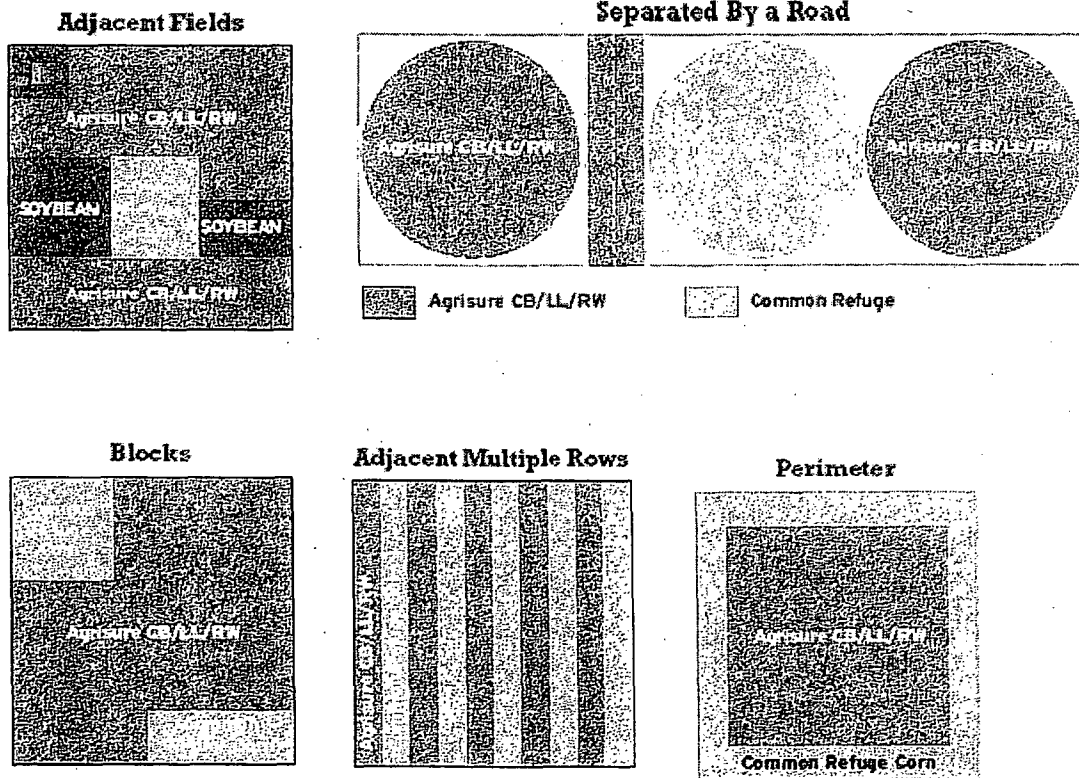 Adjacent Fields
Separated By a Road
Agrisure CB/LL/RW
Agrisure CB/LL/RW
Agrisure CB/LL/RW
SOYBEAN
SOYBEAN
Agrisure CB/LL/RW
Agrisure CB/LL/RW
Common Refuge
Blocks
Adjacent Multiple Rows
Perimeter
Agrisure CB/LL/RW
Agrisure CB/LL/RW
Agrisure CB/LL/RW
Common Refuge Corn